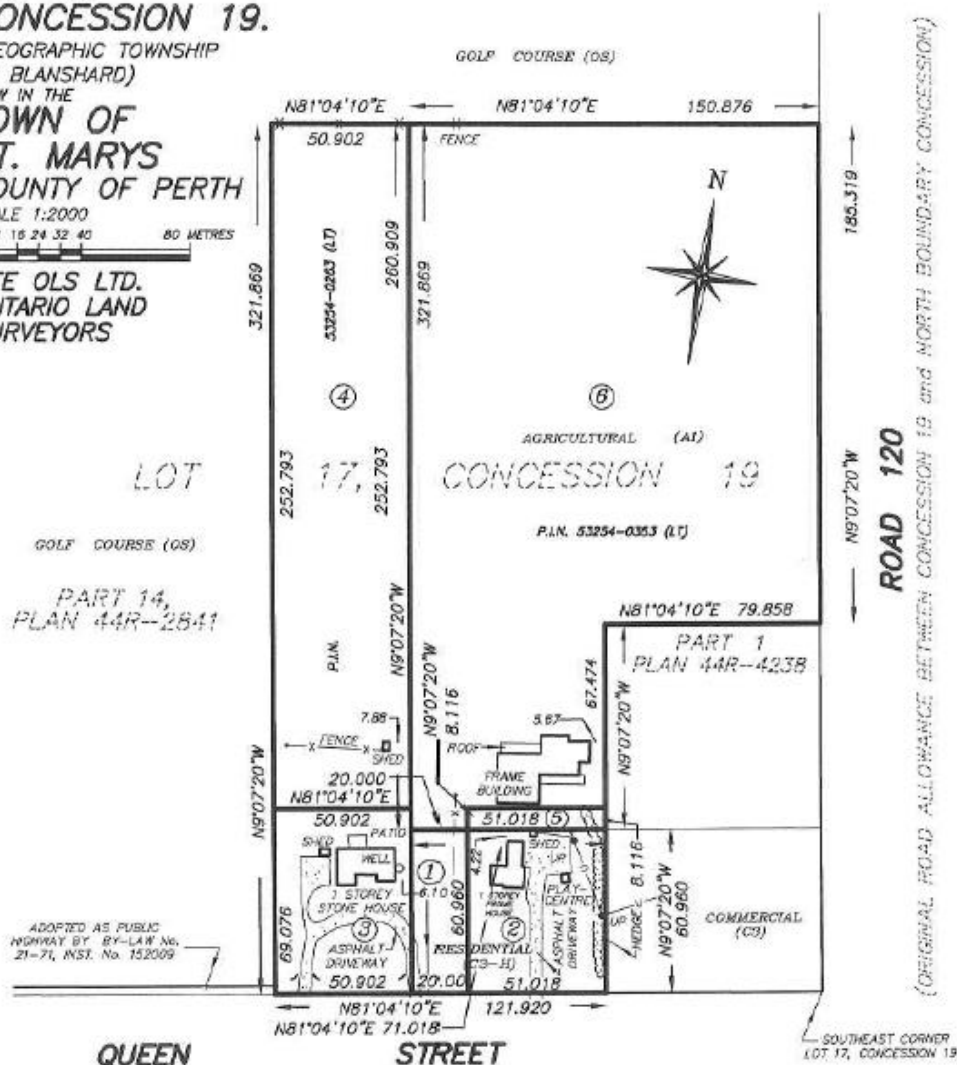 ONCESSION 19.
EOGRAPHIC TOWNSHIP
BLANSHARD)
W IN THE
OWN OF
T. MARYS
OUNTY OF PERTH
ALE 1:2000
16 24 32 40 80 METRES
TE OLS LTD.
NTARIO LAND
URVEYORS
GOLF COURSE (OS)
N81°04'10"E N81°04'10"E 150.876
50.902 FENCE
N
321.869
53254-0263 (LT)
260.909
321.869
185.319
4
6
AGRICULTURAL (A1)
LOT 17, CONCESSION 19
252.793
252.793
P.I.N. 53254-0353 (LT)
N9°07'20"W
ROAD 120
(ORIGINAL ROAD ALLOWANCE BETWEEN CONCESSION 19 and NORTH BOUNDARY CONCESSION)
GOLF COURSE (OS)
PART 14,
PLAN 44R-2841
N81°04'10"E 79.858
PART 1
PLAN 44R-4238
P.I.N.
N9°07'20"W
N9°07'20"W
8.116
67.474
N9°07'20"W
7.88
5.67
FENCE
SHED
ROOF
FRAME
BUILDING
20.000
N81°04'10"E
50.902
51.018 5
N9°07'20"W
SHED
PATIO
WELL
1
SHED
UP
4.22
8.116
6.10
1 STOREY
STONE HOUSE
1 STOREY
FRAME
HOUSE
PLAY-
CENTRE
60.960
UP
HEDGE
N9°07'20"W
60.960
COMMERCIAL
(C3)
69.076
3
2
RESIDENTIAL
(C3-H)
ASPHALT
DRIVEWAY
ASPHALT
DRIVEWAY
ADOPTED AS PUBLIC
HIGHWAY BY BY-LAW No.
21-71, INST. No. 152009
50.902 20.00 51.018
N81°04'10"E 121.920
N81°04'10"E 71.018
QUEEN STREET
SOUTHEAST CORNER
LOT 17, CONCESSION 19